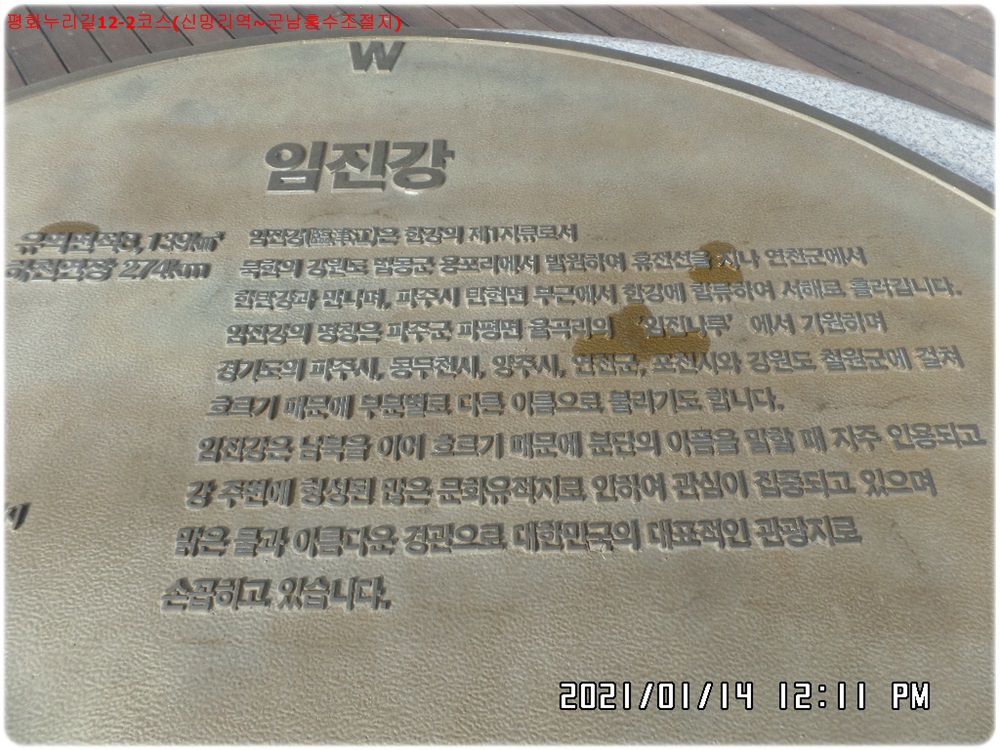 평화누리길12-2코스(신망리역~군남홍수조절지)
W
임진강
유역면적8,139㎢
하천연장 274km
임진강(臨津江)은 한강의 제1지류로서
북한의 강원도 법동군 용포리에서 발원하여 휴전선을 지나 연천군에서
한탄강과 만나며, 파주시 탄현면 부근에서 한강에 합류하여 서해로 흘러갑니다.
임진강의 명칭은 파주군 파평면 율곡리의 '임진나루' 에서 기원하며
경기도의 파주시, 동두천시, 양주시, 연천군, 포천시와 강원도 철원군에 걸쳐
흐르기 때문에 부분별로 다른 이름으로 불리기도 합니다.
임진강은 남북을 이어 흐르기 때문에 분단의 아픔을 말할 때 자주 인용되고
강 주변에 형성된 많은 문화유적지로 인하여 관심이 집중되고 있으며
맑은 물과 아름다운 경관으로 대한민국의 대표적인 관광지로
손꼽히고 있습니다.
2021/01/14 12:11 PM